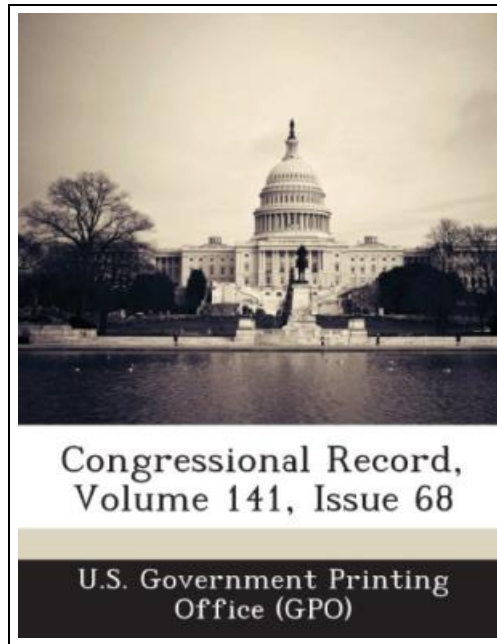 Congressional Record,
Volume 141, Issue 68
U.S. Government Printing
Office (GPO)